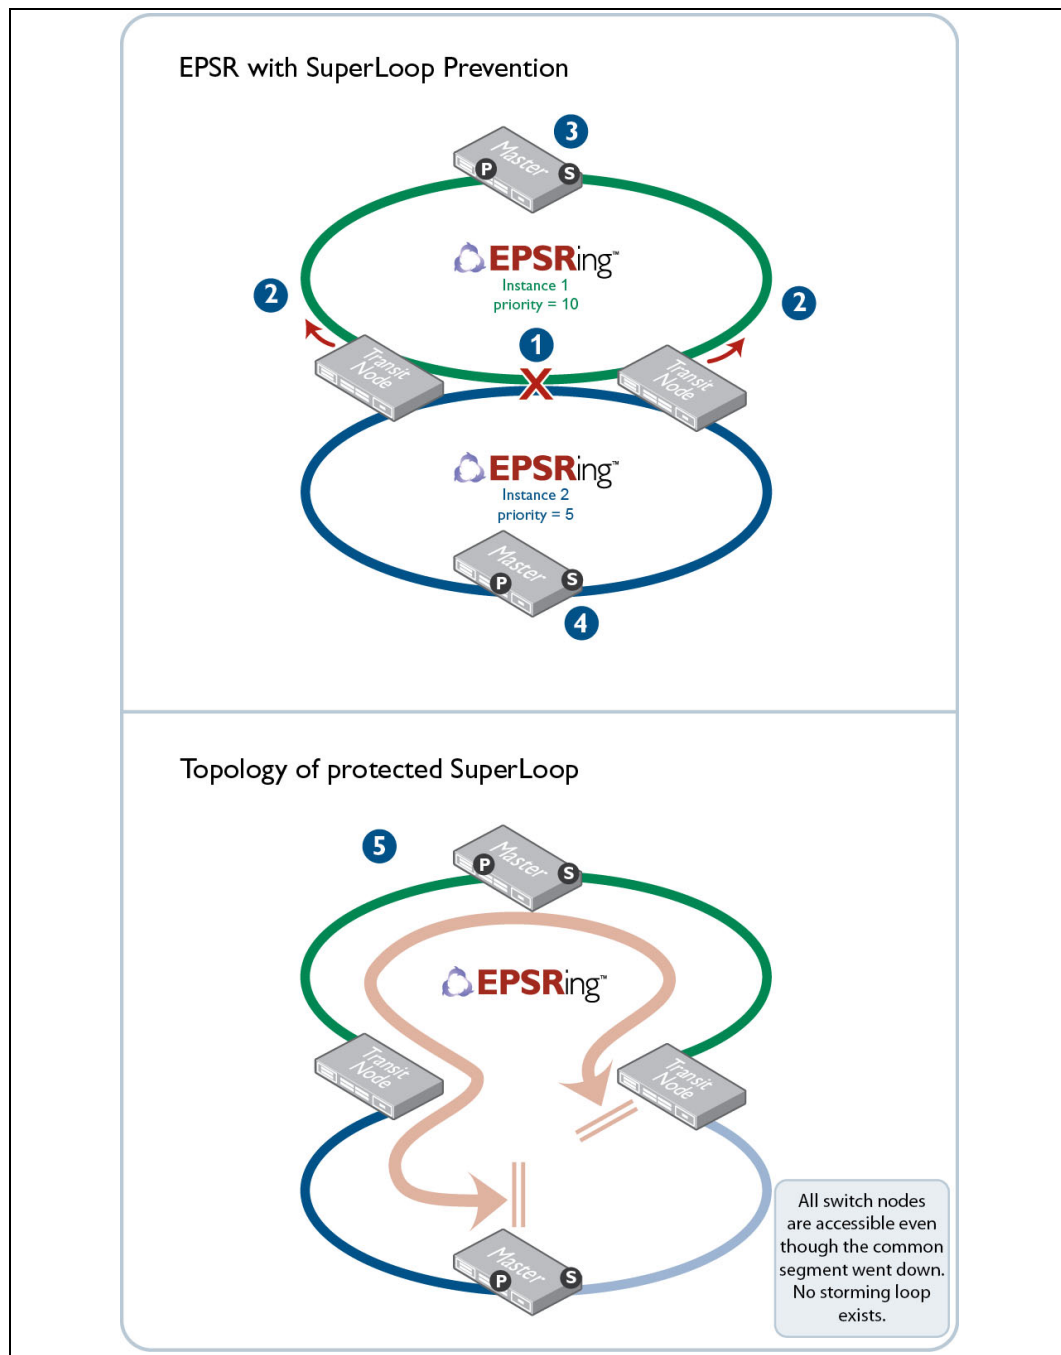 EPSR with SuperLoop Prevention
3
Master
P
S
EPSRing™
Instance 1
priority = 10
2
2
1
Transit
Node
Transit
Node
X
EPSRing™
Instance 2
priority = 5
Master
P
S
4
Topology of protected SuperLoop
5
Master
P
S
EPSRing™
Transit
Node
Transit
Node
All switch nodes
are accessible even
though the common
segment went down.
No storming loop
exists.
Master
P
S